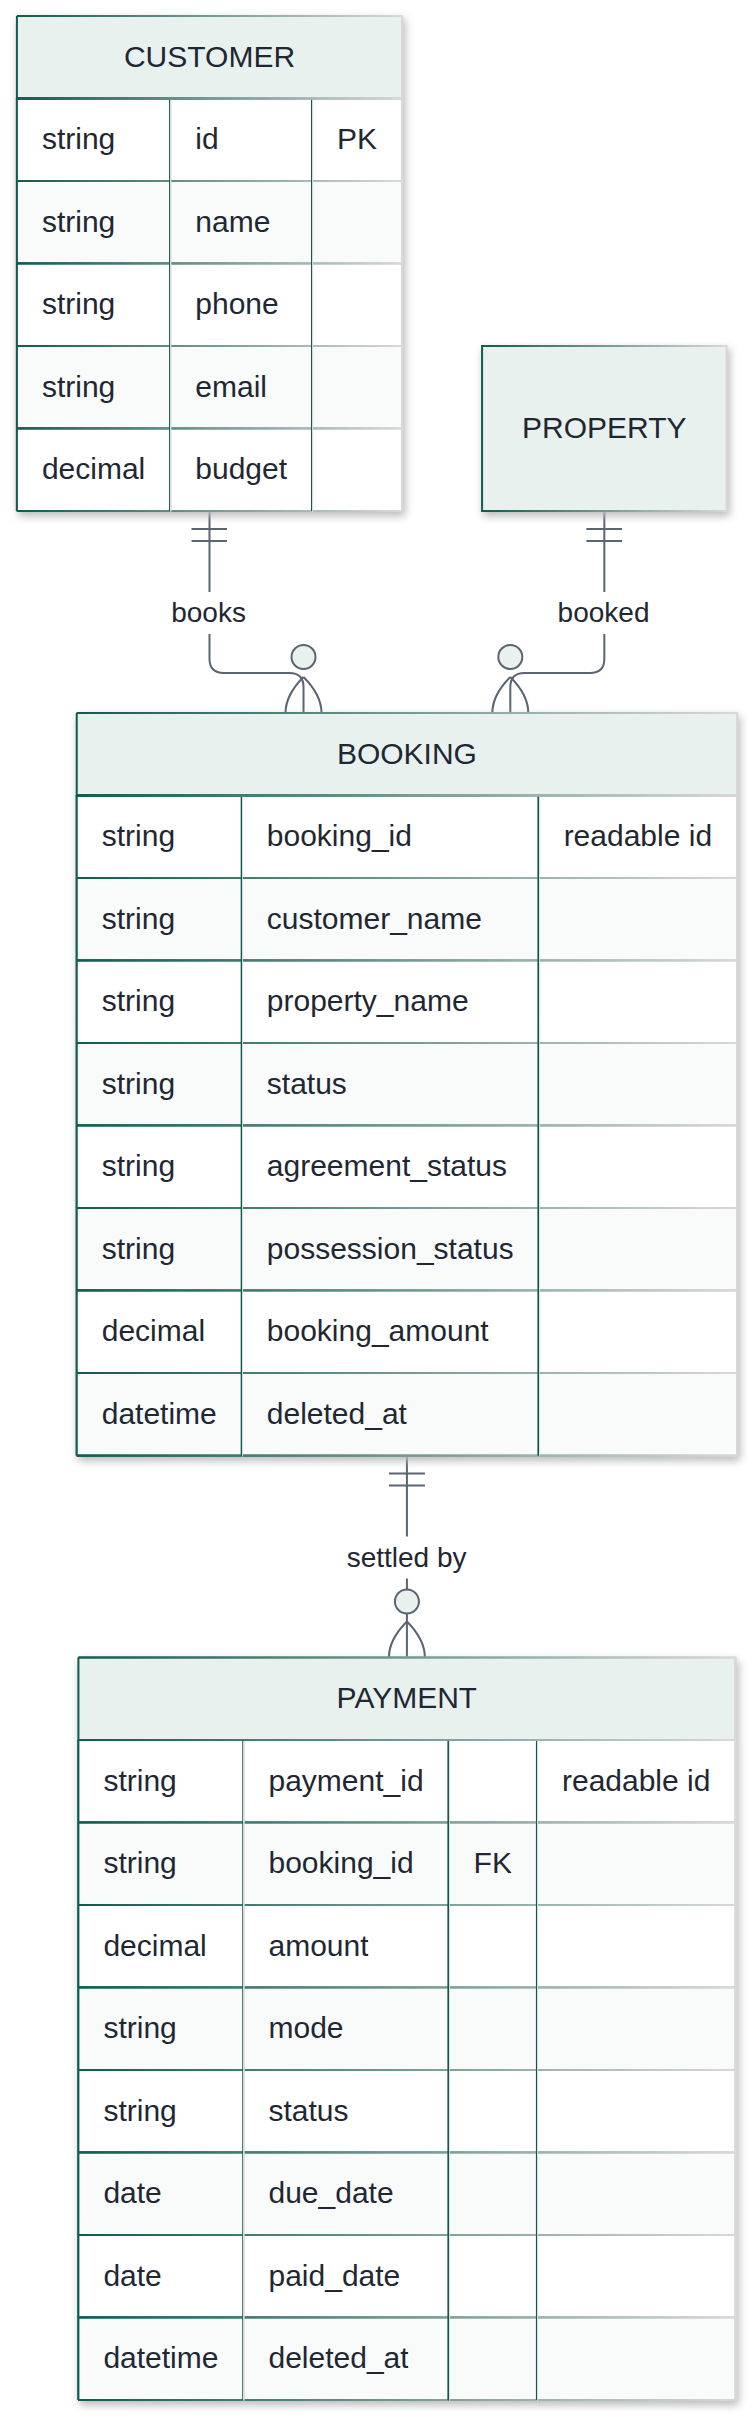 CUSTOMER
string id PK
string name
string phone
string email
decimal budget
PROPERTY
books
booked
BOOKING
string booking_id readable id
string customer_name
string property_name
string status
string agreement_status
string possession_status
decimal booking_amount
datetime deleted_at
settled by
PAYMENT
string payment_id readable id
string booking_id FK
decimal amount
string mode
string status
date due_date
date paid_date
datetime deleted_at